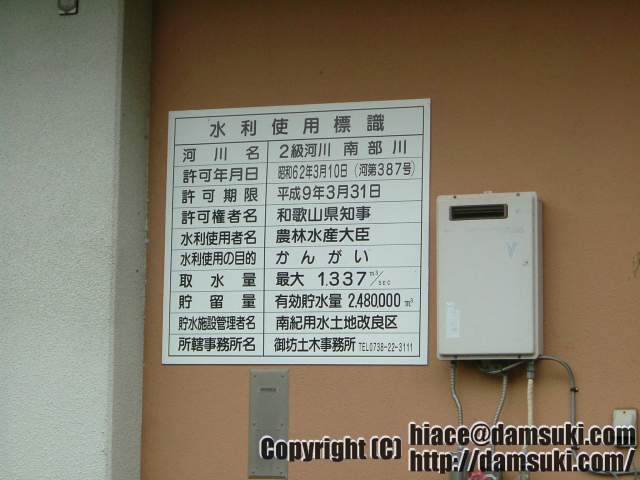 水利使用標識
河川名 2級河川 南部川
許可年月日 昭和62年3月10日(河第387号)
許可期限 平成9年3月31日
許可権者名 和歌山県知事
水利使用者名 農林水産大臣
水利使用の目的 かんがい
取水量 最大 1.337 m³/SEC
貯留量 有効貯水量 2,480,000 m³
貯水施設管理者名 南紀用水土地改良区
所轄事務所名 御坊土木事務所 TEL0738-22-3111
Copyright (C) hiace@damsuki.com
http://damsuki.com/